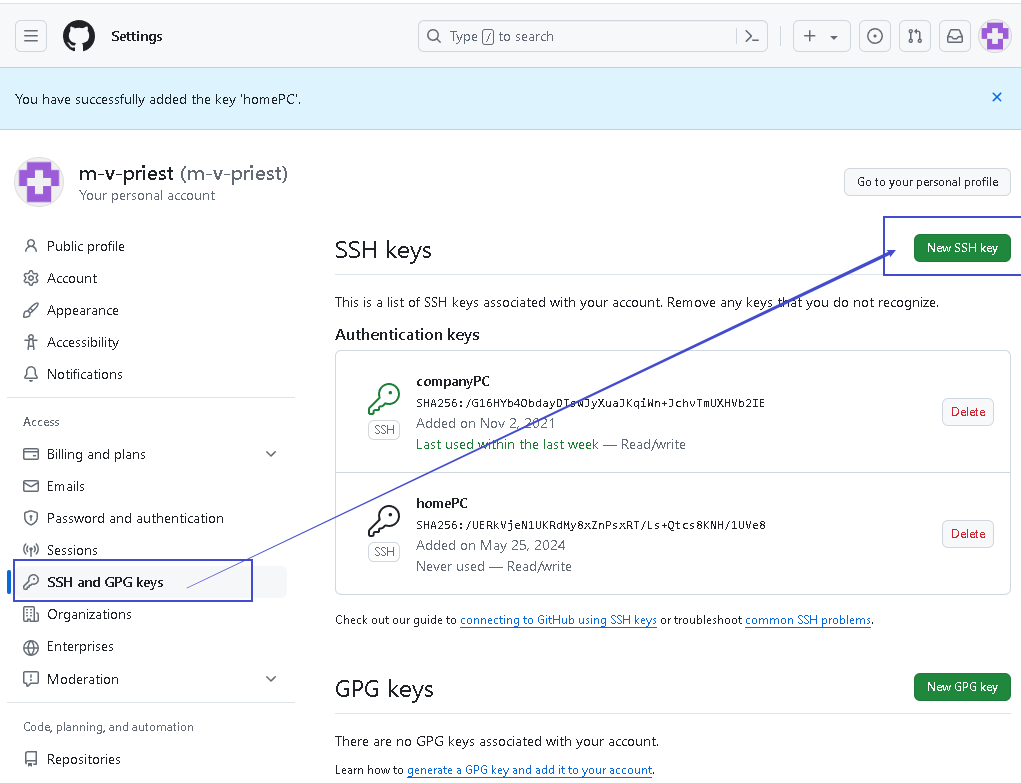 Settings
Type / to search
You have successfully added the key 'homePC'.
m-v-priest (m-v-priest)
Your personal account
Go to your personal profile
Public profile
Account
Appearance
Accessibility
Notifications
Access
Billing and plans
Emails
Password and authentication
Sessions
SSH and GPG keys
Organizations
Enterprises
Moderation
Code, planning, and automation
Repositories
SSH keys
New SSH key
This is a list of SSH keys associated with your account. Remove any keys that you do not recognize.
Authentication keys
companyPC
SHA256:/G16HYb4ObdayDTswJyXuaJKqiWn+JchvTmUXHVb2IE
SSH
Added on Nov 2, 2021
Last used within the last week — Read/write
Delete
homePC
SHA256:/UERkVjeN1UKRdMy8xZnPsxRT/Ls+Qtcs8KNH/1UVe8
SSH
Added on May 25, 2024
Never used — Read/write
Delete
Check out our guide to connecting to GitHub using SSH keys or troubleshoot common SSH problems.
GPG keys
New GPG key
There are no GPG keys associated with your account.
Learn how to generate a GPG key and add it to your account.